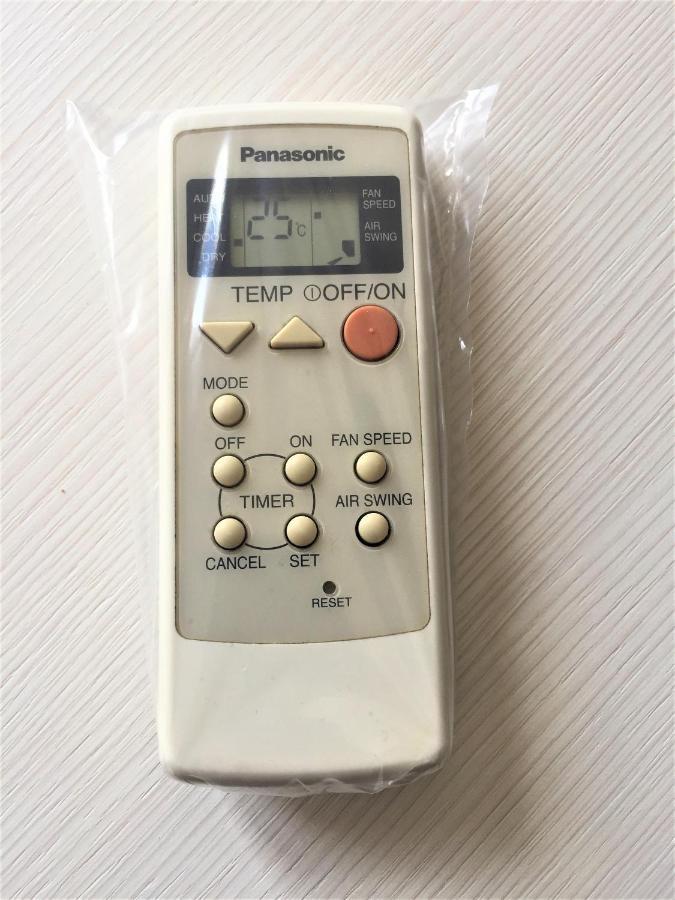 Panasonic
AUTO
HEAT
COOL
DRY
25°C
FAN
SPEED
AIR
SWING
TEMP OFF/ON
MODE
OFF ON FAN SPEED
TIMER AIR SWING
CANCEL SET
RESET